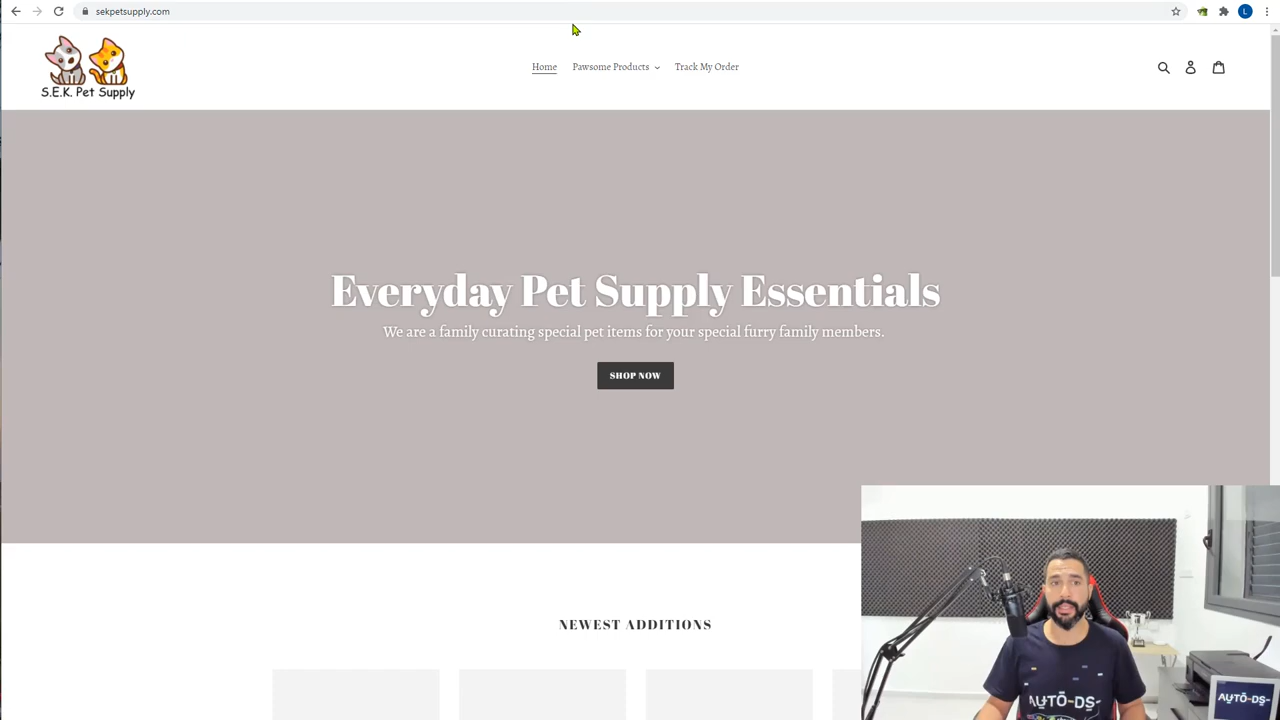 sekpetsupply.com
L
S.E.K. Pet Supply
Home
Pawsome Products
Track My Order
Everyday Pet Supply Essentials
We are a family curating special pet items for your special furry family members.
SHOP NOW
NEWEST ADDITIONS
AUTO-DS-
AUTO-DS-